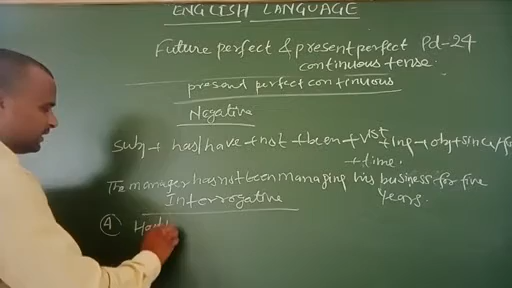 ENGLISH LANGUAGE
Future perfect & present perfect Pd-24
continuous tense.
present perfect continuous
Negative
Subj + has/have + not + been + V1st + ing + obj + since/for
+ time.
The manager has not been managing his business for five
Years.
Interrogative
④